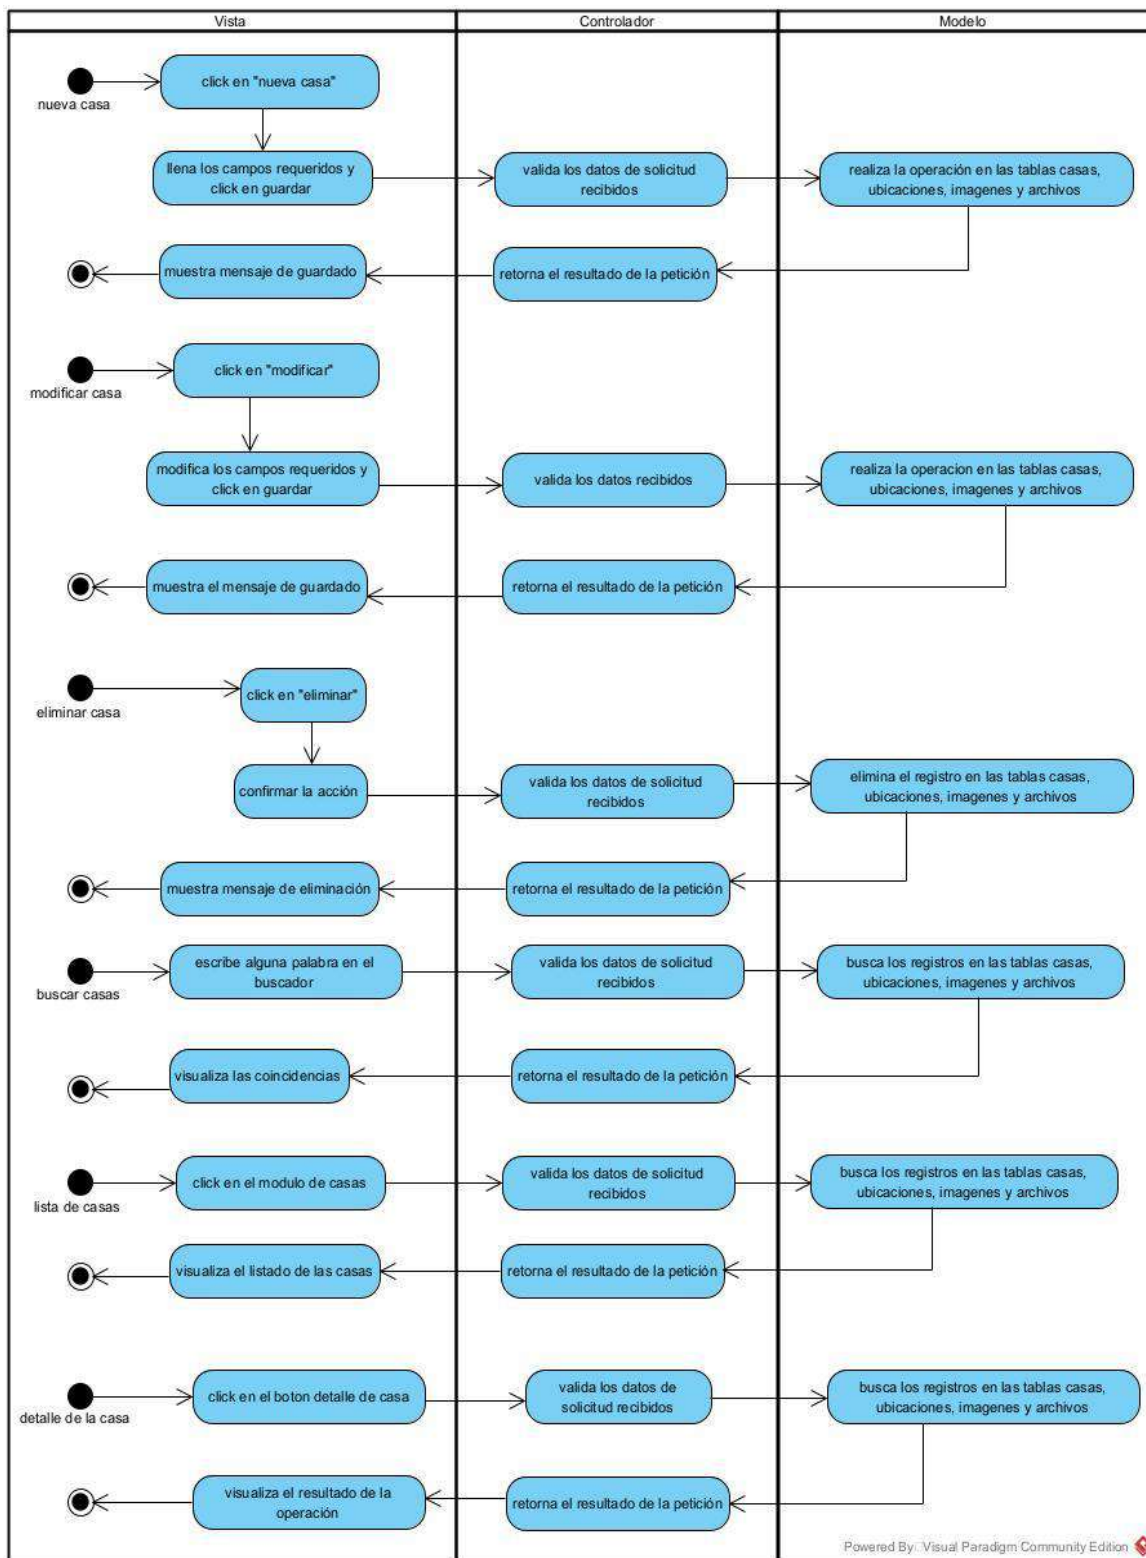 Vista
Controlador
Modelo
nueva casa
click en "nueva casa"
llena los campos requeridos y
click en guardar
valida los datos de solicitud
recibidos
realiza la operación en las tablas casas,
ubicaciones, imagenes y archivos
muestra mensaje de guardado
retorna el resultado de la petición
modificar casa
click en "modificar"
modifica los campos requeridos y
click en guardar
valida los datos recibidos
realiza la operacion en las tablas casas,
ubicaciones, imagenes y archivos
muestra el mensaje de guardado
retorna el resultado de la petición
eliminar casa
click en "eliminar"
confirmar la acción
valida los datos de solicitud
recibidos
elimina el registro en las tablas casas,
ubicaciones, imagenes y archivos
muestra mensaje de eliminación
retorna el resultado de la petición
buscar casas
escribe alguna palabra en el
buscador
valida los datos de solicitud
recibidos
busca los registros en las tablas casas,
ubicaciones, imagenes y archivos
visualiza las coincidencias
retorna el resultado de la petición
lista de casas
click en el modulo de casas
valida los datos de solicitud
recibidos
busca los registros en las tablas casas,
ubicaciones, imagenes y archivos
visualiza el listado de las casas
retorna el resultado de la petición
detalle de la casa
click en el boton detalle de casa
valida los datos de
solicitud recibidos
busca los registros en las tablas casas,
ubicaciones, imagenes y archivos
visualiza el resultado de la
operación
retorna el resultado de la petición
Powered By: Visual Paradigm Community Edition